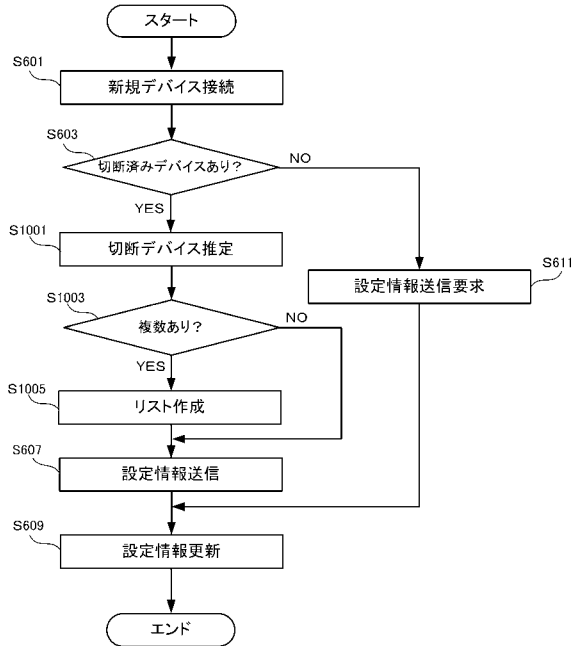 スタート
S601
新規デバイス接続
S603
切断済みデバイスあり?
NO
YES
S1001
切断デバイス推定
S611
設定情報送信要求
S1003
複数あり?
NO
YES
S1005
リスト作成
S607
設定情報送信
S609
設定情報更新
エンド